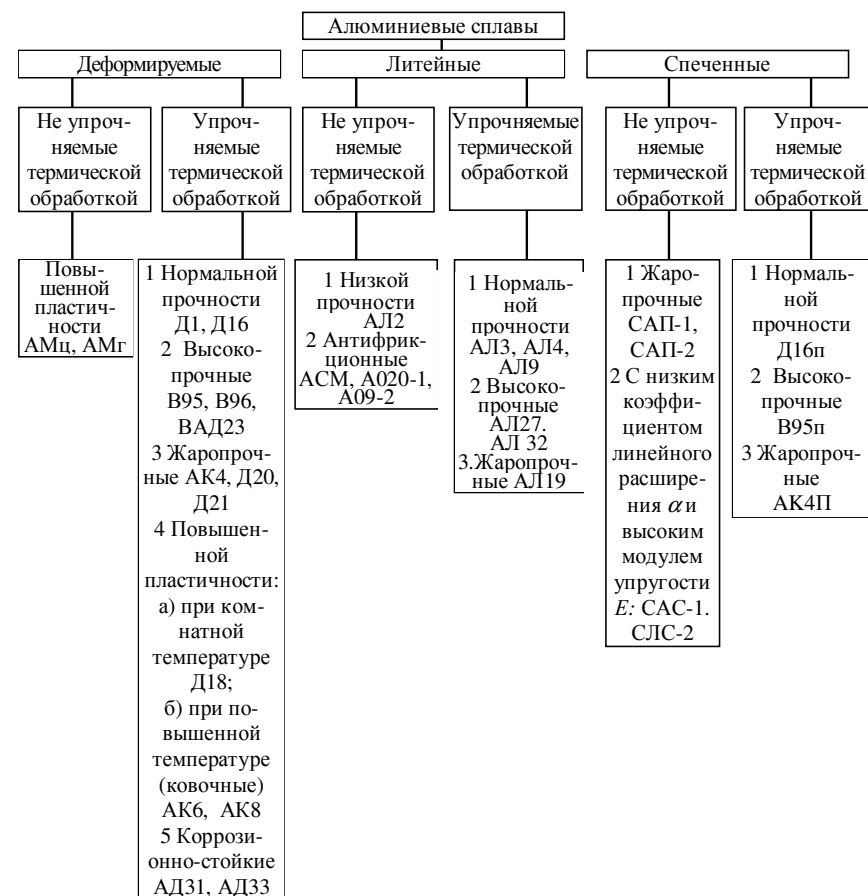 Алюминиевые сплавы
Деформируемые
Литейные
Спеченные
Не упроч-
няемые
термической
обработкой
Упроч-
няемые
термической
обработкой
Не упроч-
няемые
термической
обработкой
Упрочняемые
термической
обработкой
Не упроч-
няемые
термической
обработкой
Упроч-
няемые
термической
обработкой
Повы-
шенной
пластич-
ности
АМц, АМг
1 Нормальной
прочности
Д1, Д16
2 Высоко-
прочные
В95, В96,
ВАД23
3 Жаропроч-
ные АК4, Д20,
Д21
4 Повышен-
ной
пластичности:
а) при ком-
натной
температуре
Д18;
б) при по-
вышенной
температуре
(ковочные)
АК6, АК8
5 Коррози-
онно-стойкие
АД31, АД33
1 Низкой
прочности
АЛ2
2 Антифрик-
ционные
АСМ, А020-1,
А09-2
1 Нормаль-
ной
прочности
АЛ3, АЛ4,
АЛ9
2 Высоко-
прочные
АЛ27.
АЛ 32
3.Жаропроч-
ные АЛ19
1 Жаро-
прочные
САП-1,
САП-2
2 С низким
коэффи-
циентом
линейного
расшире-
ния α и
высоким
модулем
упругости
Е: САС-1.
СЛС-2
1 Нормаль-
ной
прочности
Д16п
2 Высоко-
прочные
В95п
3 Жаропроч-
ные
АК4П